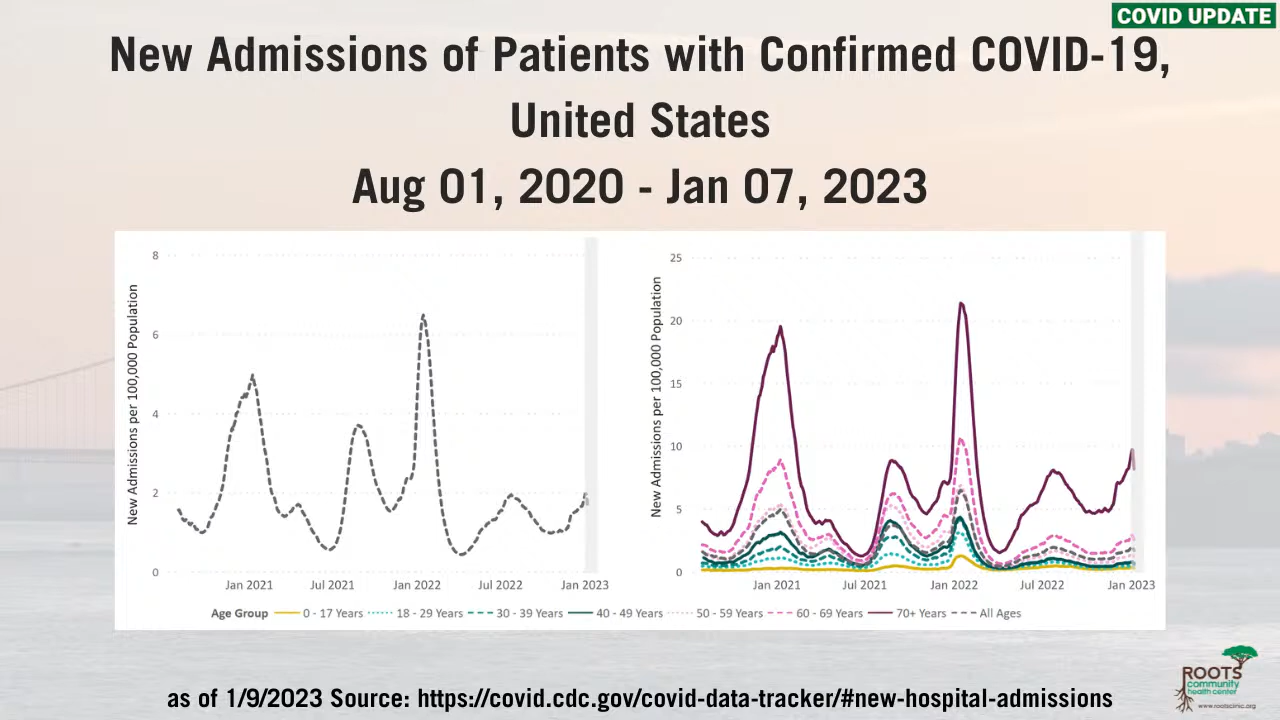 COVID UPDATE
New Admissions of Patients with Confirmed COVID-19,
United States
Aug 01, 2020 - Jan 07, 2023
New Admissions per 100,000 Population
8
6
4
2
0
Jan 2021 Jul 2021 Jan 2022 Jul 2022 Jan 2023
New Admissions per 100,000 Population
25
20
15
10
5
0
Jan 2021 Jul 2021 Jan 2022 Jul 2022 Jan 2023
Age Group 0 - 17 Years 18 - 29 Years 30 - 39 Years 40 - 49 Years 50 - 59 Years 60 - 69 Years 70+ Years All Ages
as of 1/9/2023 Source: https://covid.cdc.gov/covid-data-tracker/#new-hospital-admissions
ROOTS
community
health center
www.rootsclinic.org